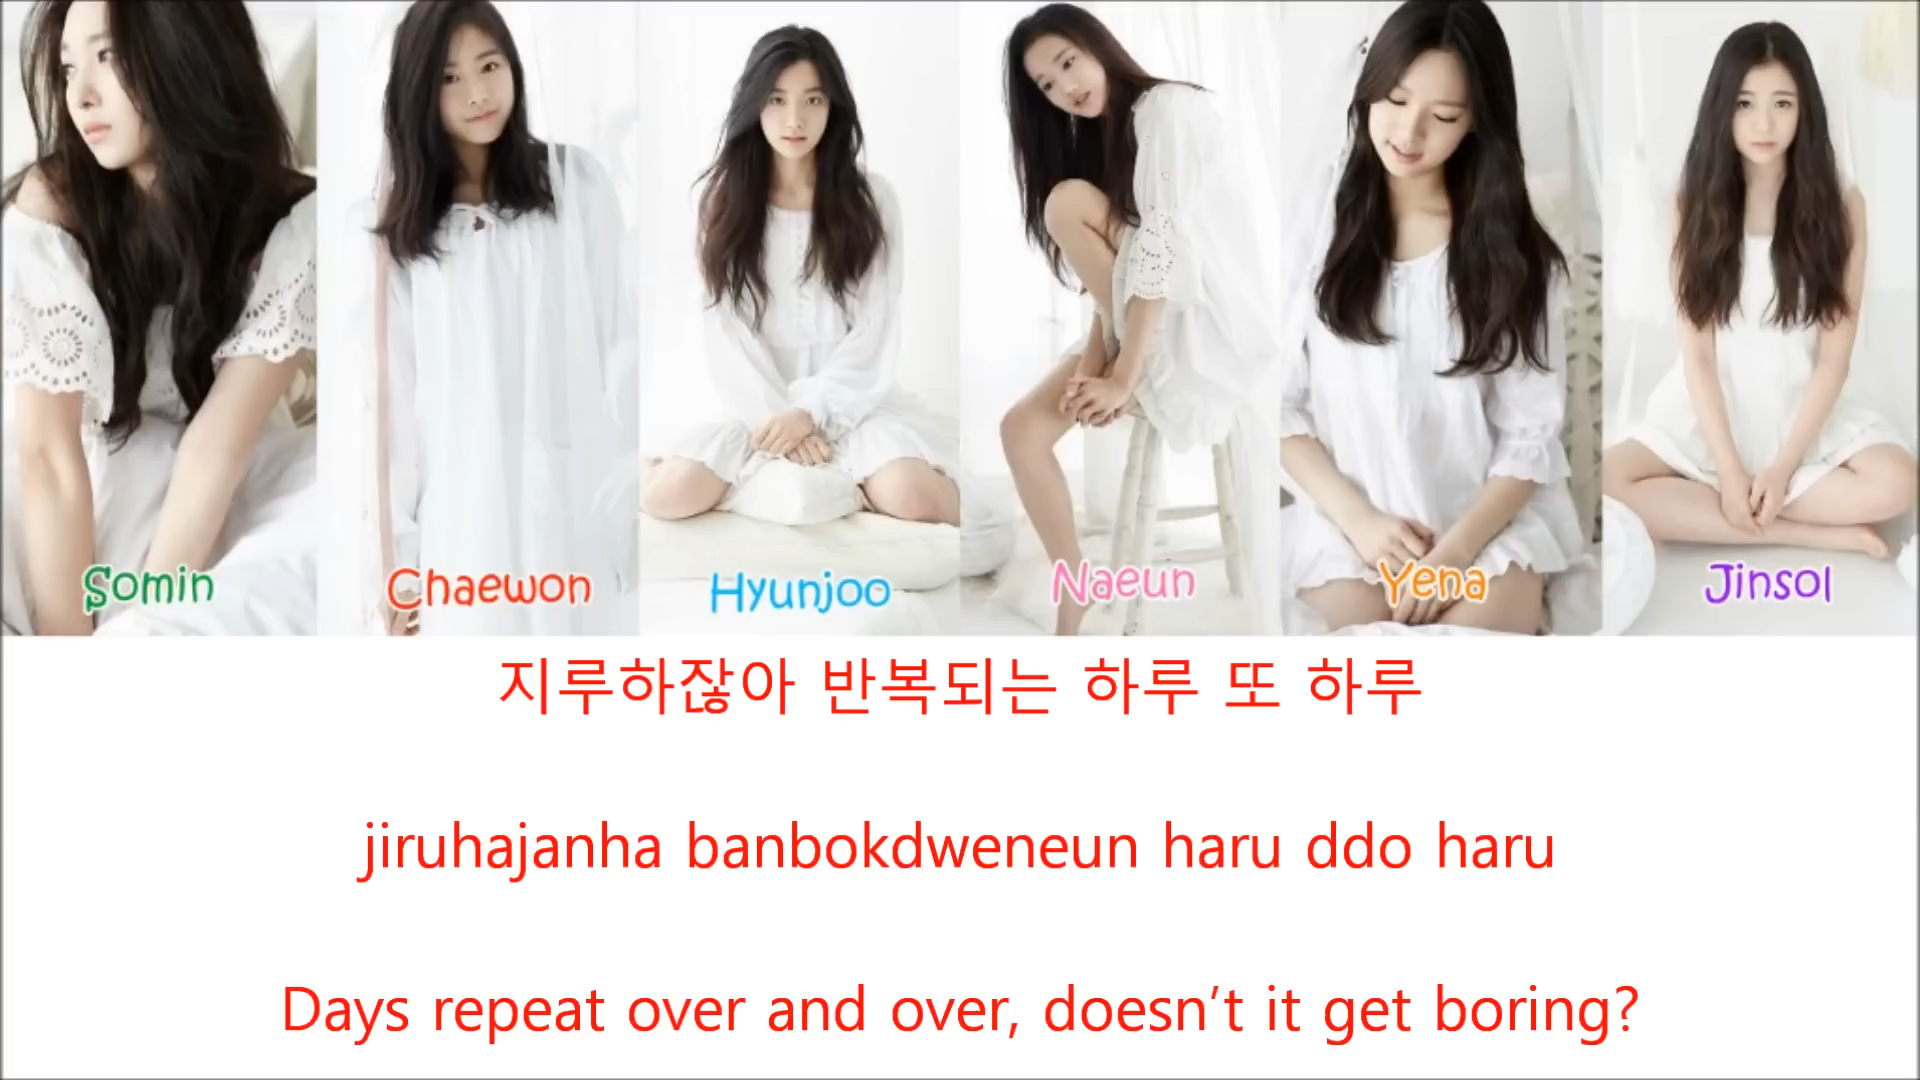 Somin Chaewon Hyunjoo Naeun Yena Jinsol
지루하잖아 반복되는 하루 또 하루
jiruhajanha banbokdweneun haru ddo haru
Days repeat over and over, doesn't it get boring?